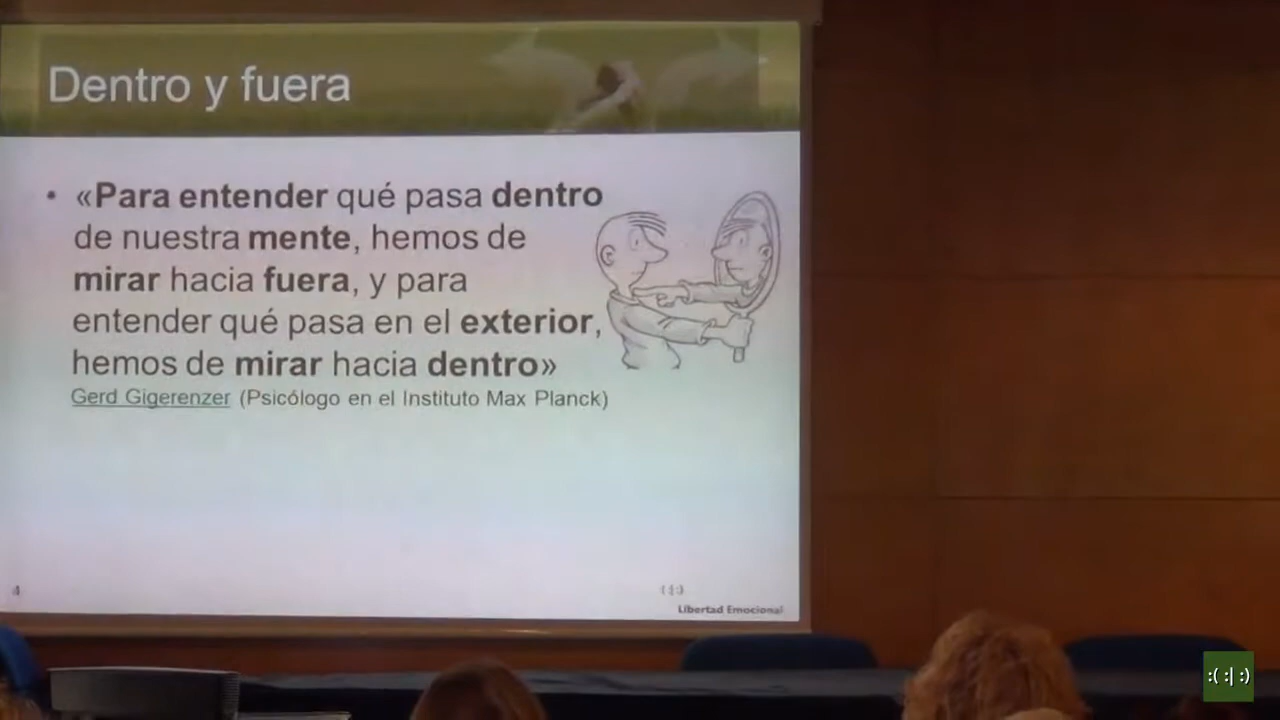 Dentro y fuera
• «Para entender qué pasa dentro
de nuestra mente, hemos de
mirar hacia fuera, y para
entender qué pasa en el exterior,
hemos de mirar hacia dentro»
Gerd Gigerenzer (Psicólogo en el Instituto Max Planck)
4
(:|:)
Libertad Emocional
:( :| :)